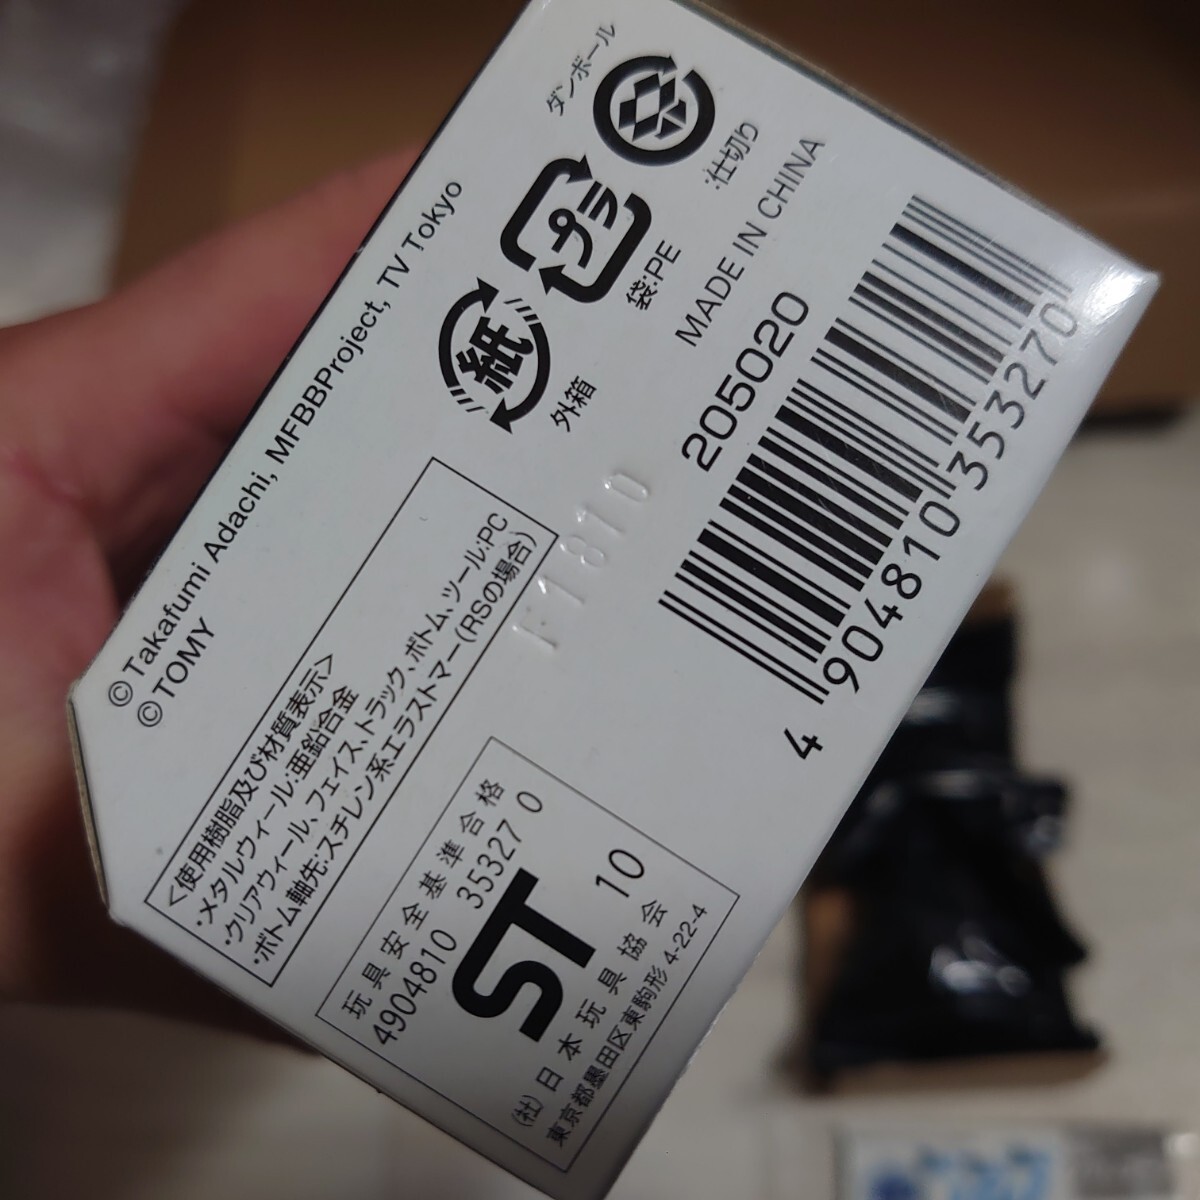 ダンボール
:仕切り
プラ
袋:PE
紙
外箱
MADE IN CHINA
205020
4 904810 353270
©Takafumi Adachi, MFBBProject, TV Tokyo
©TOMY
F1810
<使用樹脂及び材質表示>
・メタルウィール:亜鉛合金
・クリアウィール、フェイス、トラック、ボトム、ツール:PC
・ボトム軸先:スチレン系エラストマー(RSの場合)
玩具安全基準合格
4904810 35327 0
ST 10
(社)日本玩具協会
東京都墨田区東駒形 4-22-4